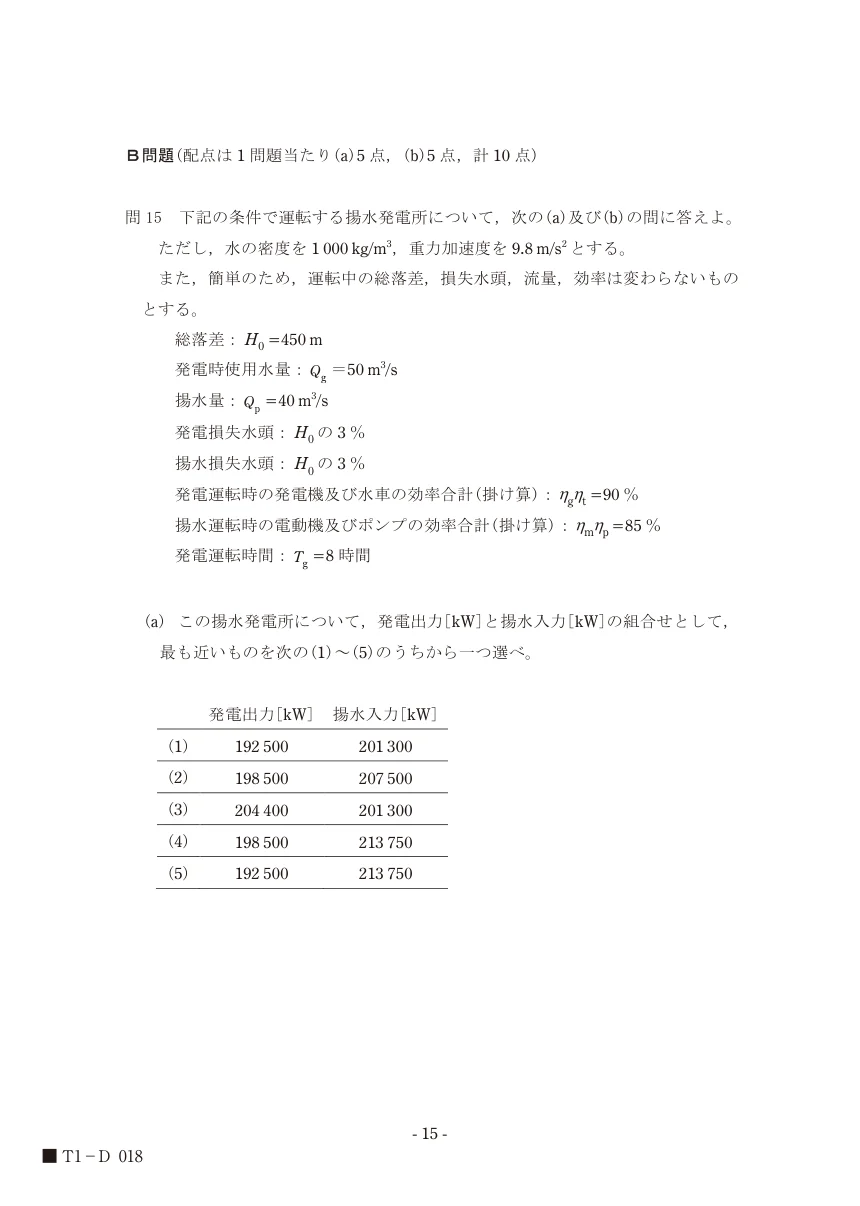 B問題(配点は1問題当たり(a)5点，(b)5点，計10点)
問15　下記の条件で運転する揚水発電所について，次の(a)及び(b)の問に答えよ。
ただし，水の密度を1 000 kg/m³，重力加速度を9.8 m/s²とする。
また，簡単のため，運転中の総落差，損失水頭，流量，効率は変わらないもの
とする。
総落差：H₀=450 m
発電時使用水量：Qg＝50 m³/s
揚水量：Qp=40 m³/s
発電損失水頭：H₀の3 %
揚水損失水頭：H₀の3 %
発電運転時の発電機及び水車の効率合計(掛け算)：ηgηt=90 %
揚水運転時の電動機及びポンプの効率合計(掛け算)：ηmηp=85 %
発電運転時間：Tg=8 時間
(a)　この揚水発電所について，発電出力[kW]と揚水入力[kW]の組合せとして，
最も近いものを次の(1)～(5)のうちから一つ選べ。
発電出力[kW]　揚水入力[kW]
(1)　192 500　201 300
(2)　198 500　207 500
(3)　204 400　201 300
(4)　198 500　213 750
(5)　192 500　213 750
- 15 -
■ T1－D 018